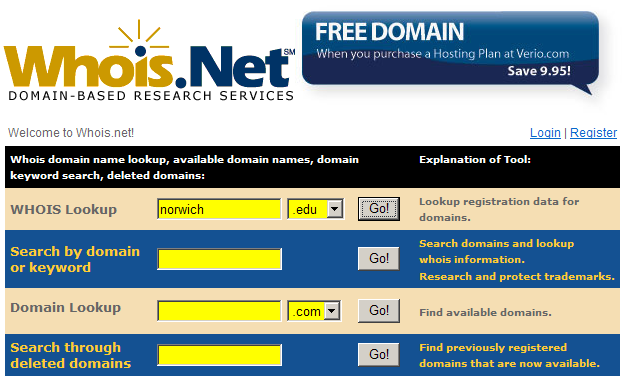 Whois.Net SM
DOMAIN-BASED RESEARCH SERVICES
FREE DOMAIN
When you purchase a Hosting Plan at Verio.com
Save 9.95!
Welcome to Whois.net!
Login | Register
Whois domain name lookup, available domain names, domain
keyword search, deleted domains:
Explanation of Tool:
WHOIS Lookup
norwich
.edu
Go!
Lookup registration data for
domains.
Search by domain
or keyword
Go!
Search domains and lookup
whois information.
Research and protect trademarks.
Domain Lookup
.com
Go!
Find available domains.
Search through
deleted domains
Go!
Find previously registered
domains that are now available.